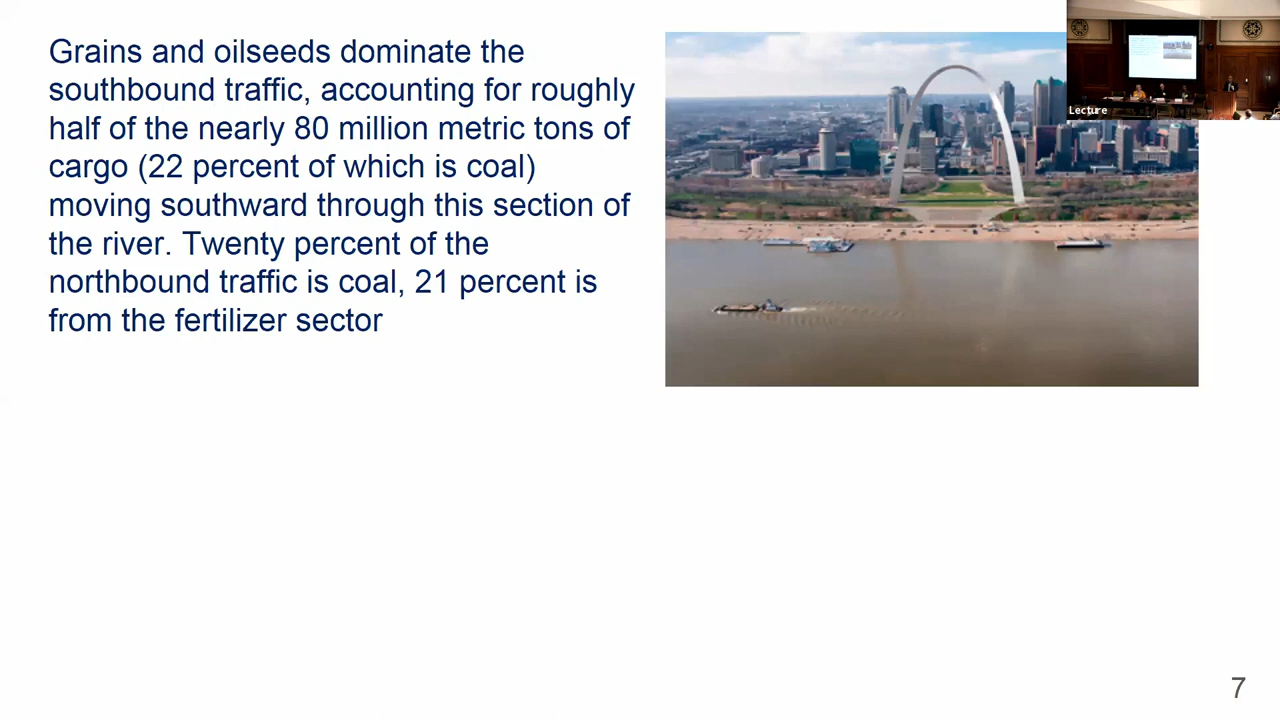 Grains and oilseeds dominate the
southbound traffic, accounting for roughly
half of the nearly 80 million metric tons of
cargo (22 percent of which is coal)
moving southward through this section of
the river. Twenty percent of the
northbound traffic is coal, 21 percent is
from the fertilizer sector
Lecture
7